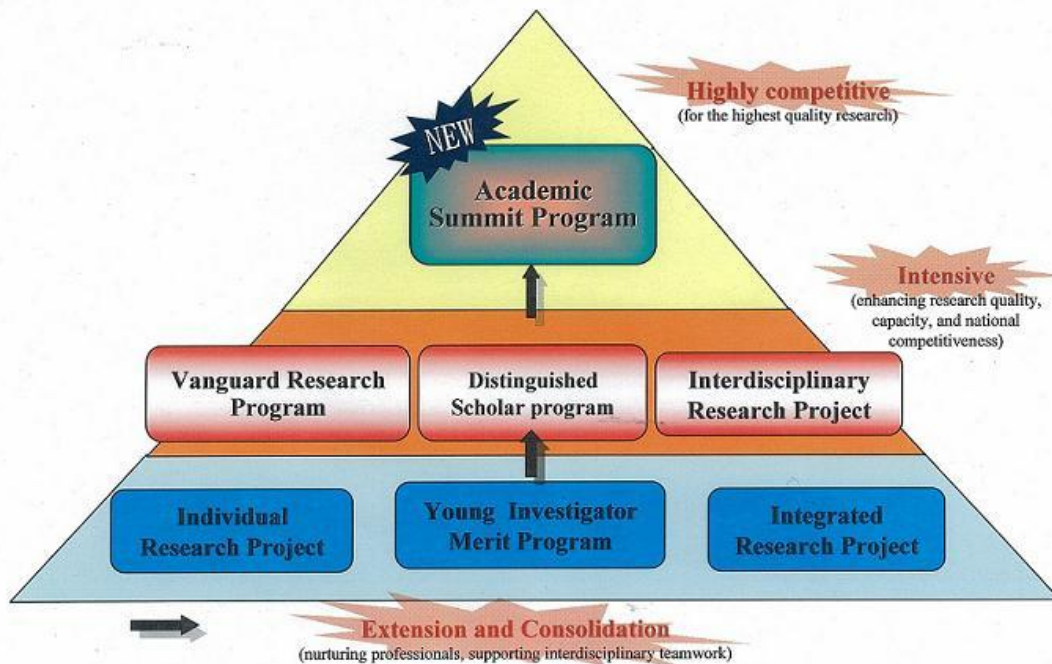 Highly competitive
(for the highest quality research)
NEW
Academic
Summit Program
Intensive
(enhancing research quality,
capacity, and national
competitiveness)
Vanguard Research
Program
Distinguished
Scholar program
Interdisciplinary
Research Project
Individual
Research Project
Young Investigator
Merit Program
Integrated
Research Project
Extension and Consolidation
(nurturing professionals, supporting interdisciplinary teamwork)